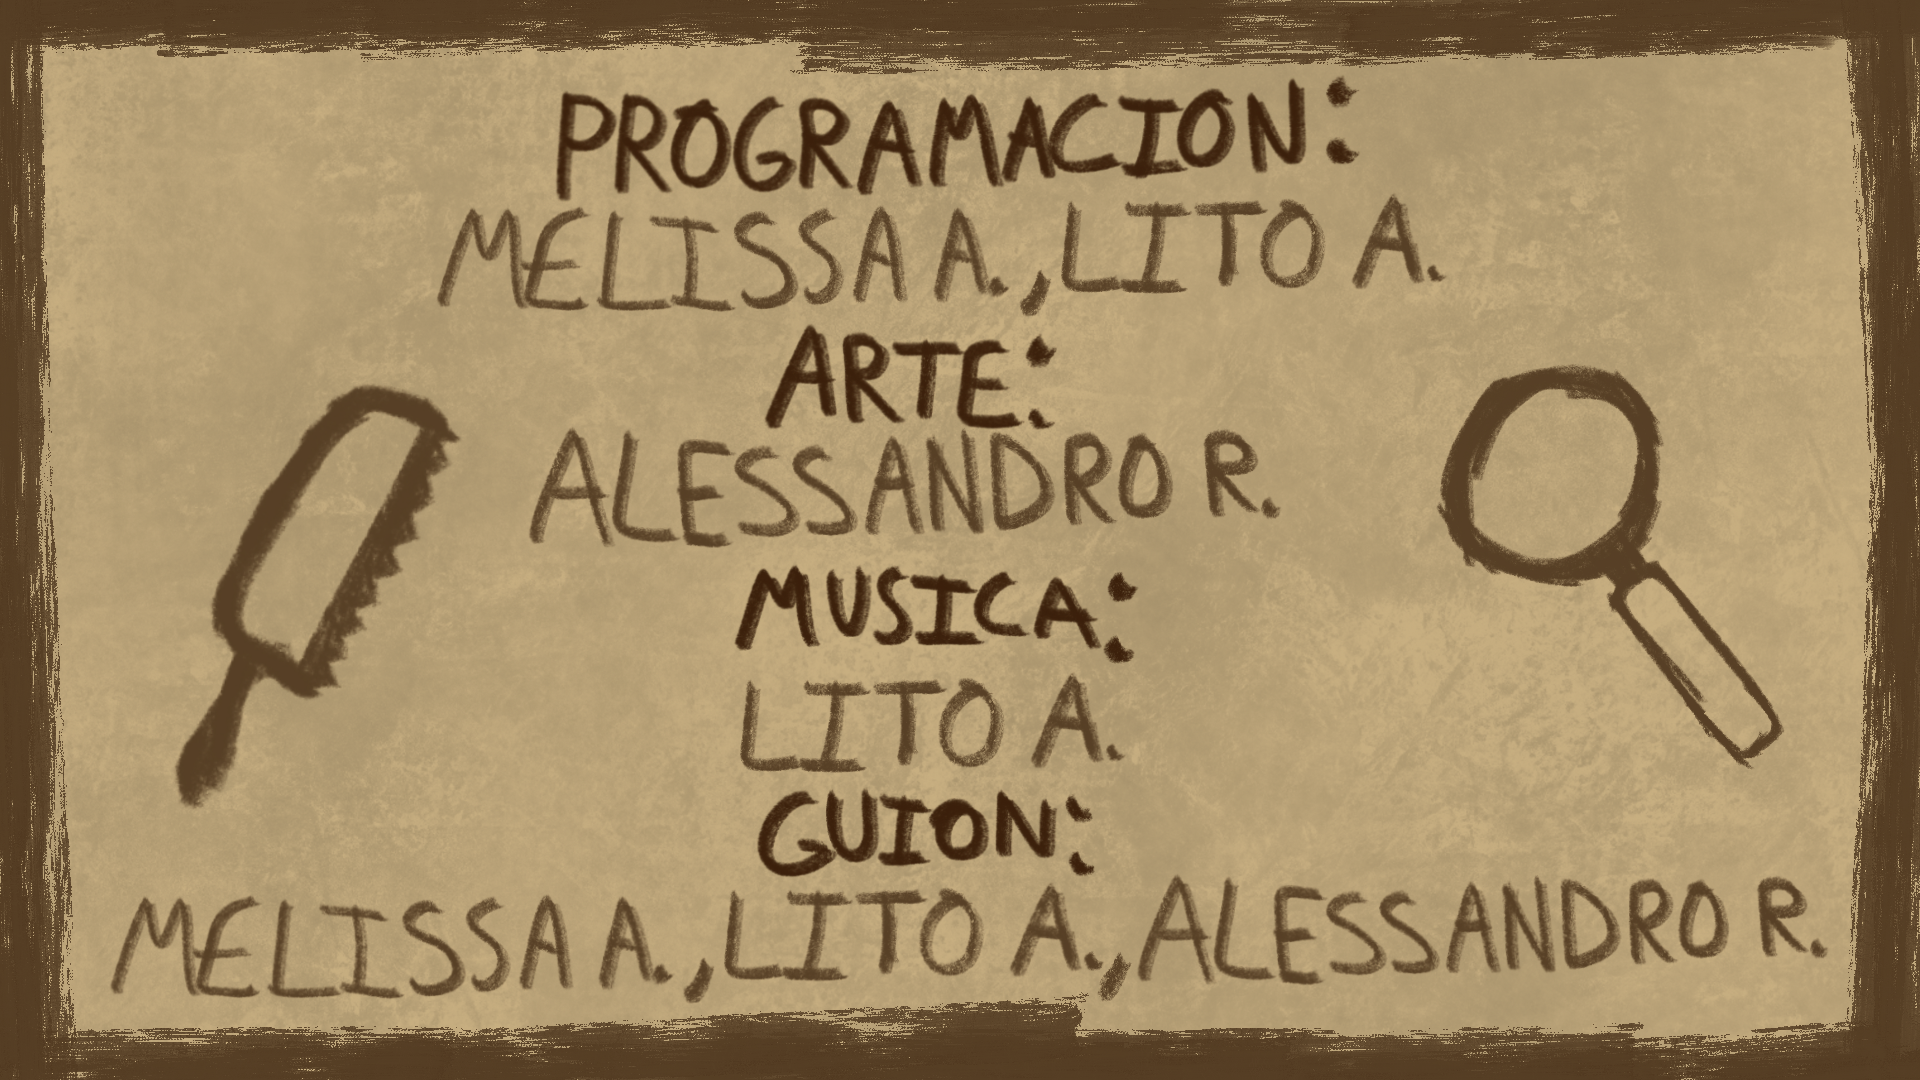 PROGRAMACION:
MELISSA A., LITO A.
ARTE:
ALESSANDRO R.
MUSICA:
LITO A.
GUION:
MELISSA A., LITO A., ALESSANDRO R.